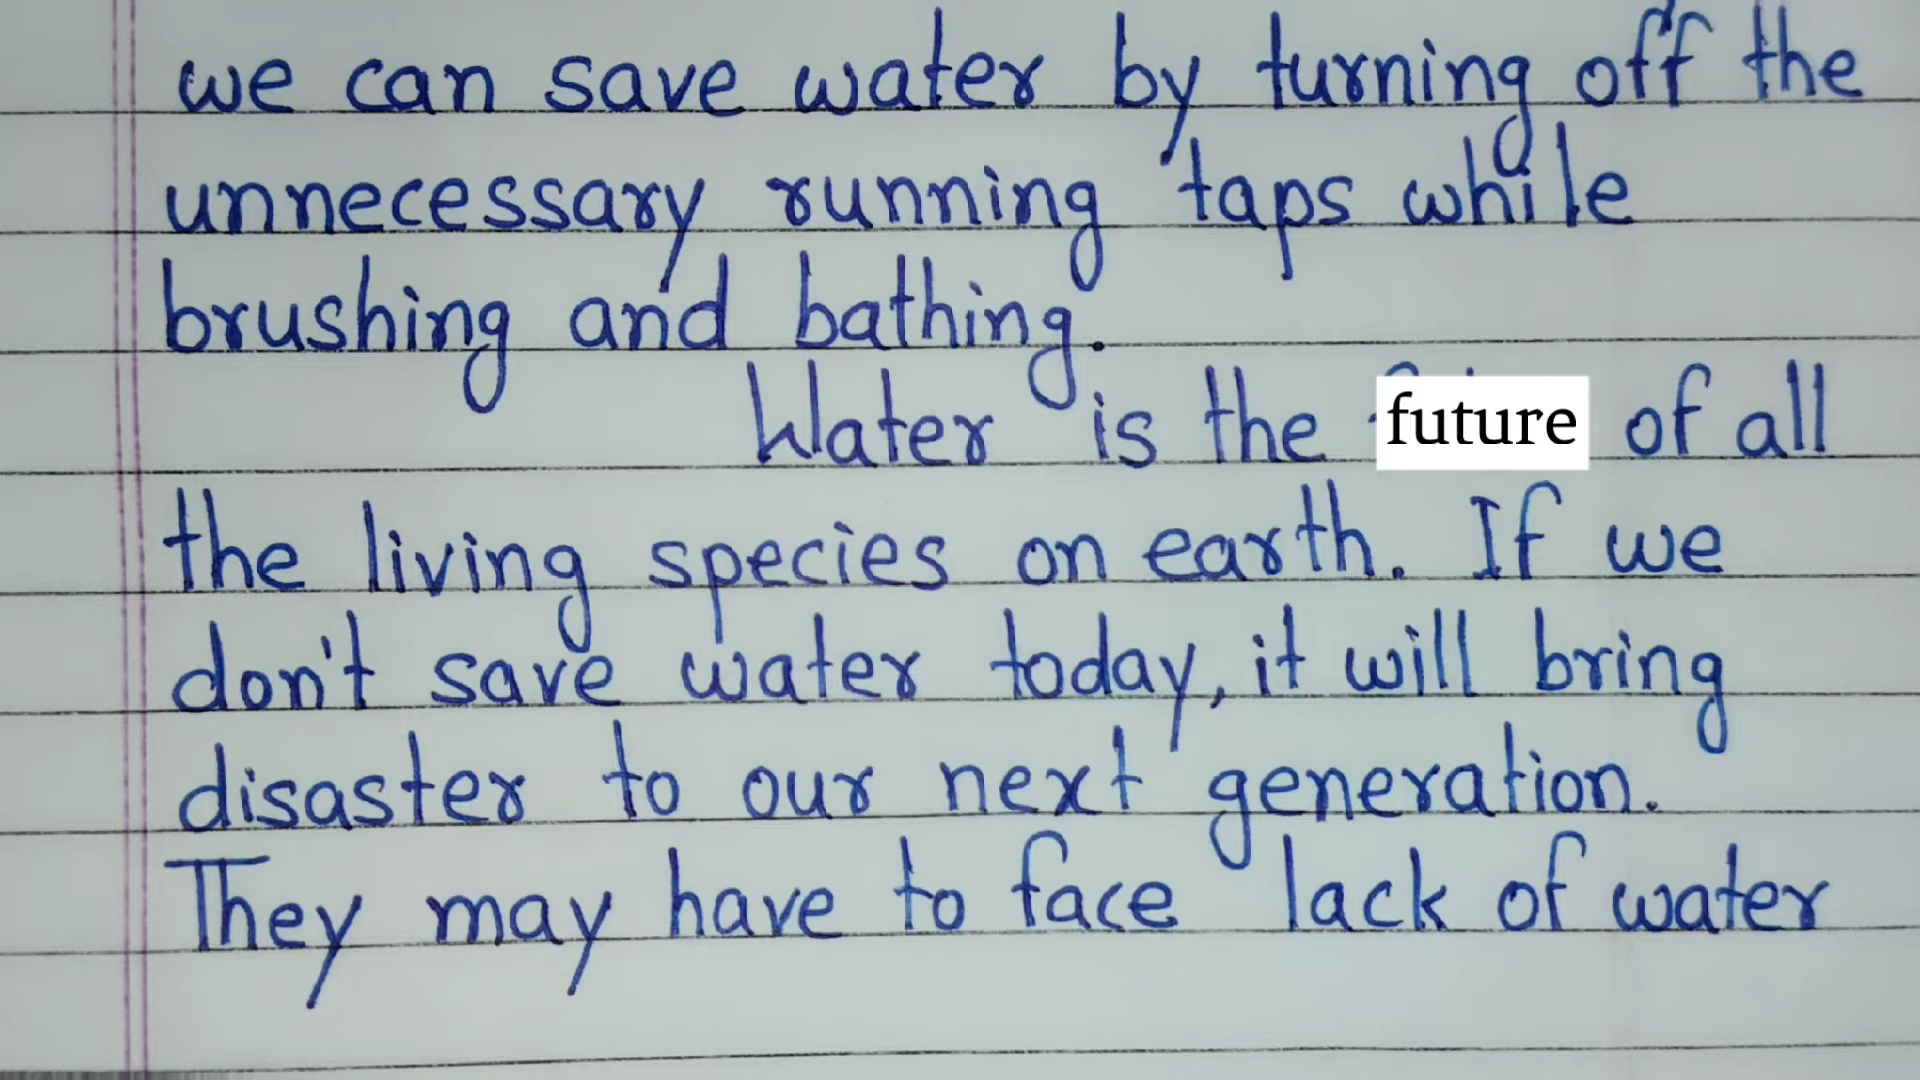 we can save water by turning off the
unnecessary running taps while
brushing and bathing.
Water is the future of all
the living species on earth. If we
don't save water today, it will bring
disaster to our next generation.
They may have to face lack of water